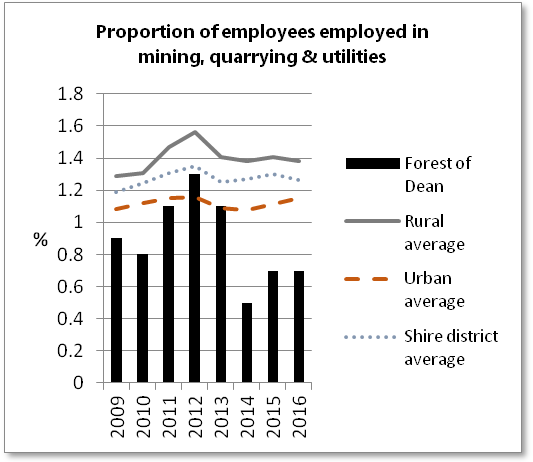 Proportion of employees employed in
mining, quarrying & utilities
1.8
1.6
1.4
1.2
1
0.8
0.6
0.4
0.2
0
%
2009
2010
2011
2012
2013
2014
2015
2016
Forest of
Dean
Rural
average
Urban
average
Shire district
average